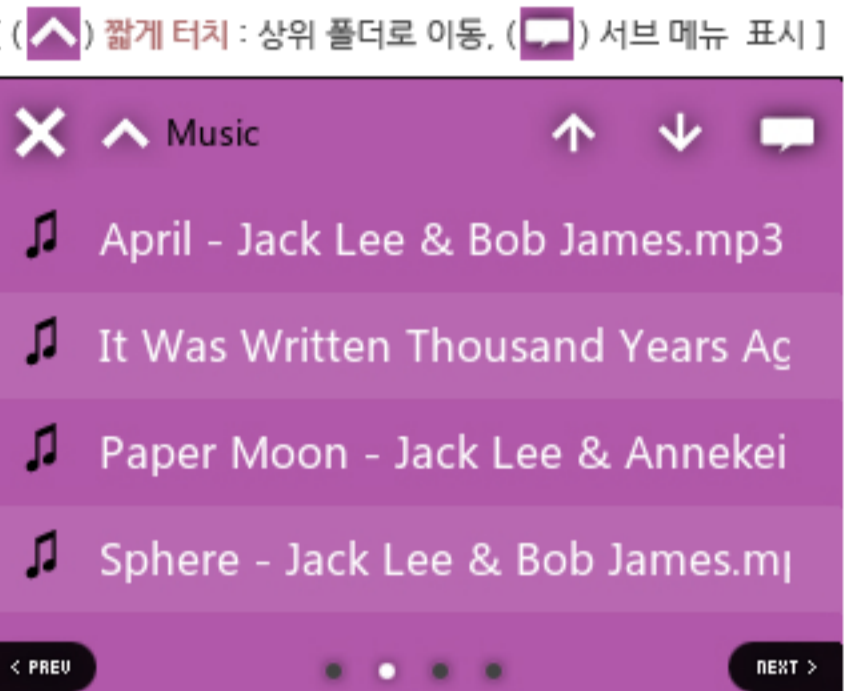 ( ) 짧게 터치 : 상위 폴더로 이동, ( ) 서브 메뉴 표시 ]
Music
April - Jack Lee & Bob James.mp3
It Was Written Thousand Years Ag
Paper Moon - Jack Lee & Annekei
Sphere - Jack Lee & Bob James.mp
< PREV NEXT >